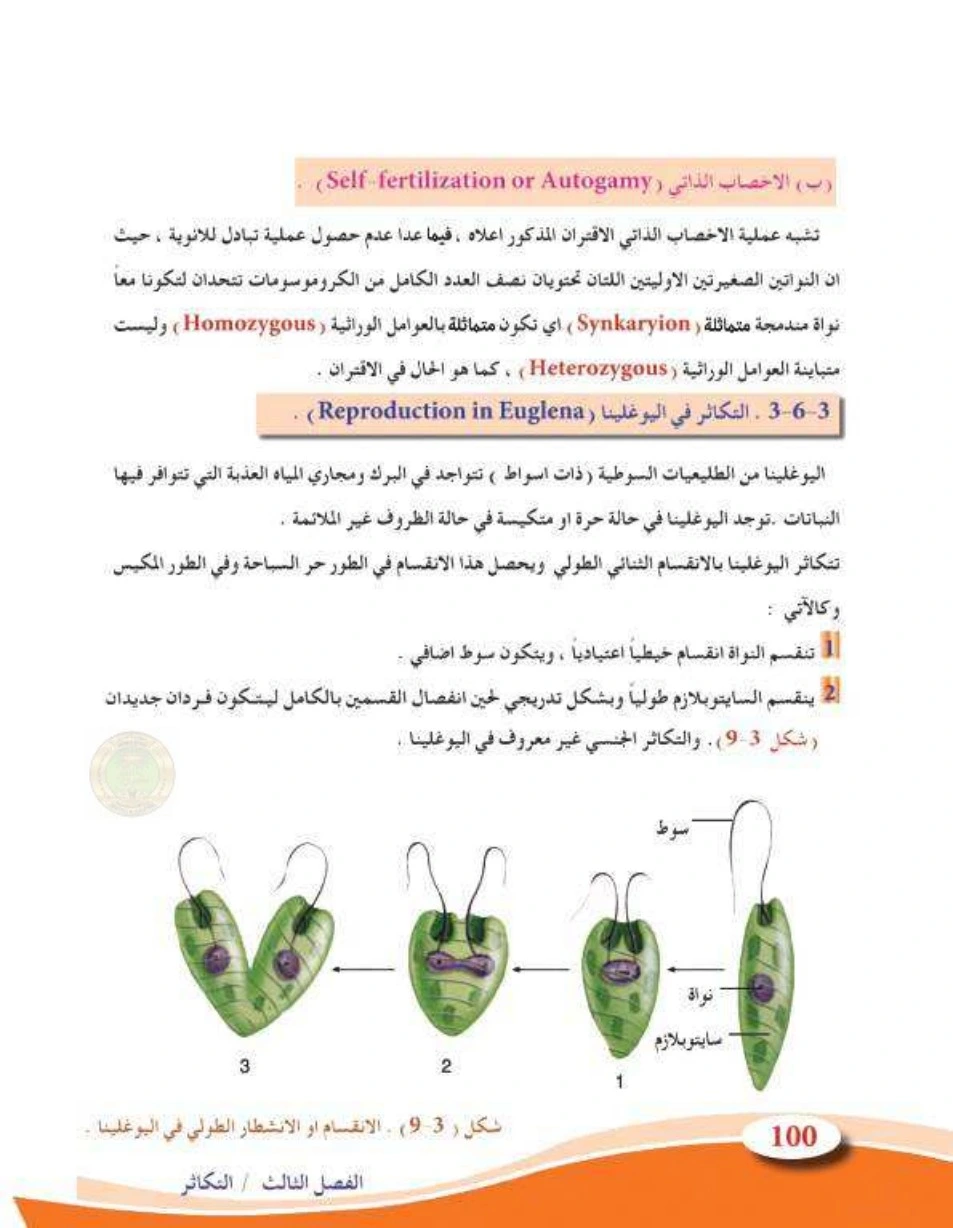 (ب) الاخصاب الذاتي (Self-fertilization or Autogamy) .
تشبه عملية الاخصاب الذاتي الاقتران المذكور اعلاه ، فيما عدا عدم حصول عملية تبادل للانوية ، حيث
ان النواتين الصغيرتين الاوليتين اللتان تحتويان نصف العدد الكامل من الكروموسومات تتحدان لتكونا معاً
نواة مندمجة متماثلة (Synkaryion) اي تكون متماثلة بالعوامل الوراثية (Homozygous) وليست
متباينة العوامل الوراثية (Heterozygous) ، كما هو الحال في الاقتران .
3-6-3 . التكاثر في اليوغلينا (Reproduction in Euglena) .
اليوغلينا من الطليعيات السوطية (ذات اسواط ) تتواجد في البرك ومجاري المياه العذبة التي تتوافر فيها
النباتات .توجد اليوغلينا في حالة حرة او متكيسة في حالة الظروف غير الملائمة .
تتكاثر اليوغلينا بالانقسام الثنائي الطولي ويحصل هذا الانقسام في الطور حر السباحة وفي الطور المكيس
وكالآتي :
1 تنقسم النواة انقسام خيطياً اعتيادياً ، ويتكون سوط اضافي .
2 ينقسم السايتوبلازم طولياً وبشكل تدريجي لحين انفصال القسمين بالكامل ليتكون فردان جديدان
(شكل 3-9). والتكاثر الجنسي غير معروف في اليوغلينا .
سوط
نواة
سايتوبلازم
1
2
3
شكل (3-9) . الانقسام او الانشطار الطولي في اليوغلينا .
100
الفصل الثالث / التكاثر